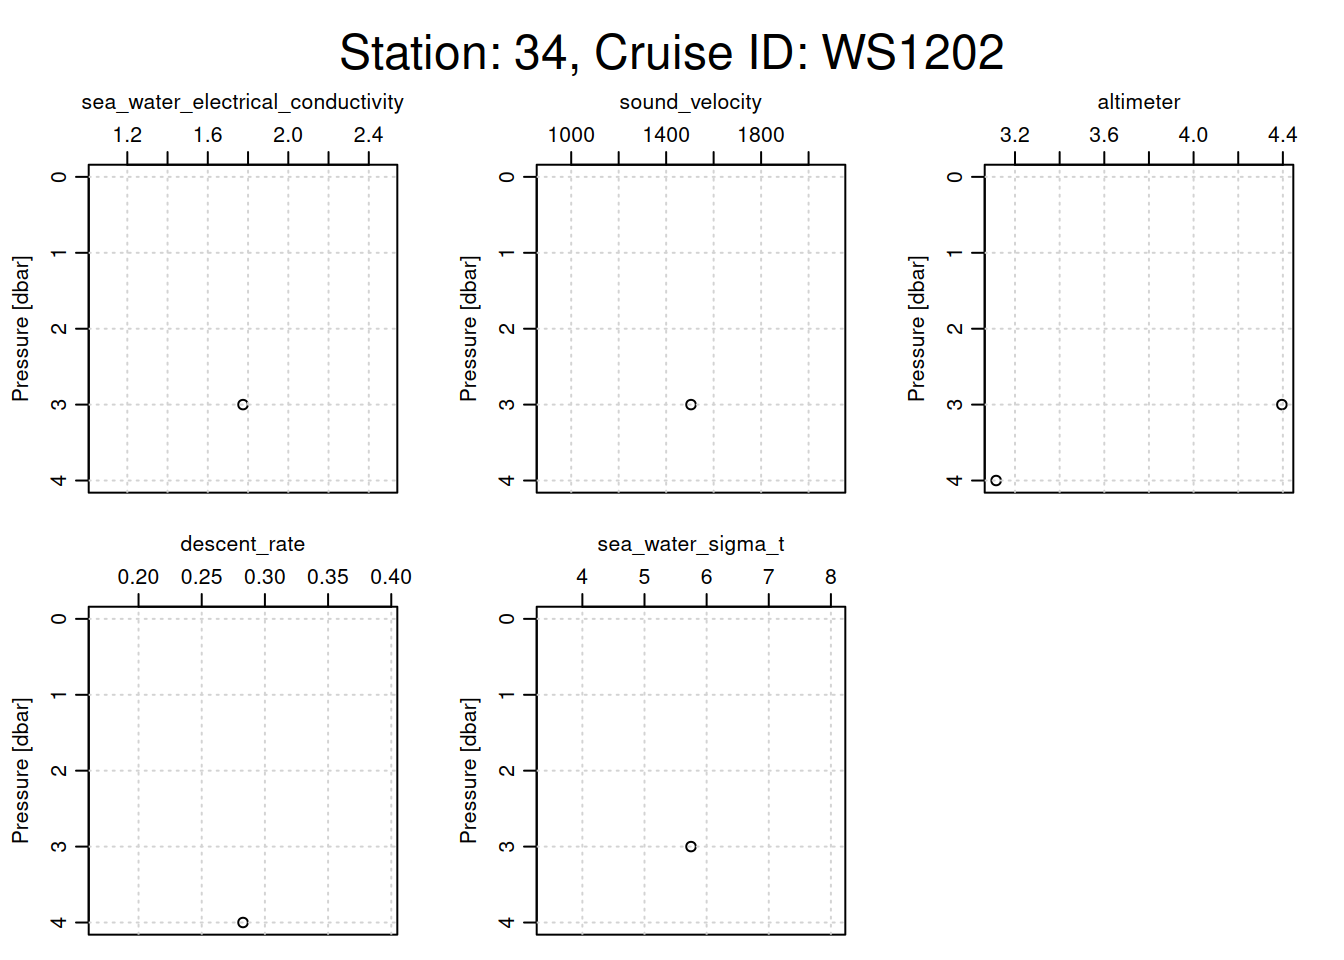 Station: 34, Cruise ID: WS1202
sea_water_electrical_conductivity
1.2 1.6 2.0 2.4
Pressure [dbar]
0
1
2
3
4
sound_velocity
1000 1400 1800
Pressure [dbar]
0
1
2
3
4
altimeter
3.2 3.6 4.0 4.4
Pressure [dbar]
0
1
2
3
4
descent_rate
0.20 0.25 0.30 0.35 0.40
Pressure [dbar]
0
1
2
3
4
sea_water_sigma_t
4 5 6 7 8
Pressure [dbar]
0
1
2
3
4